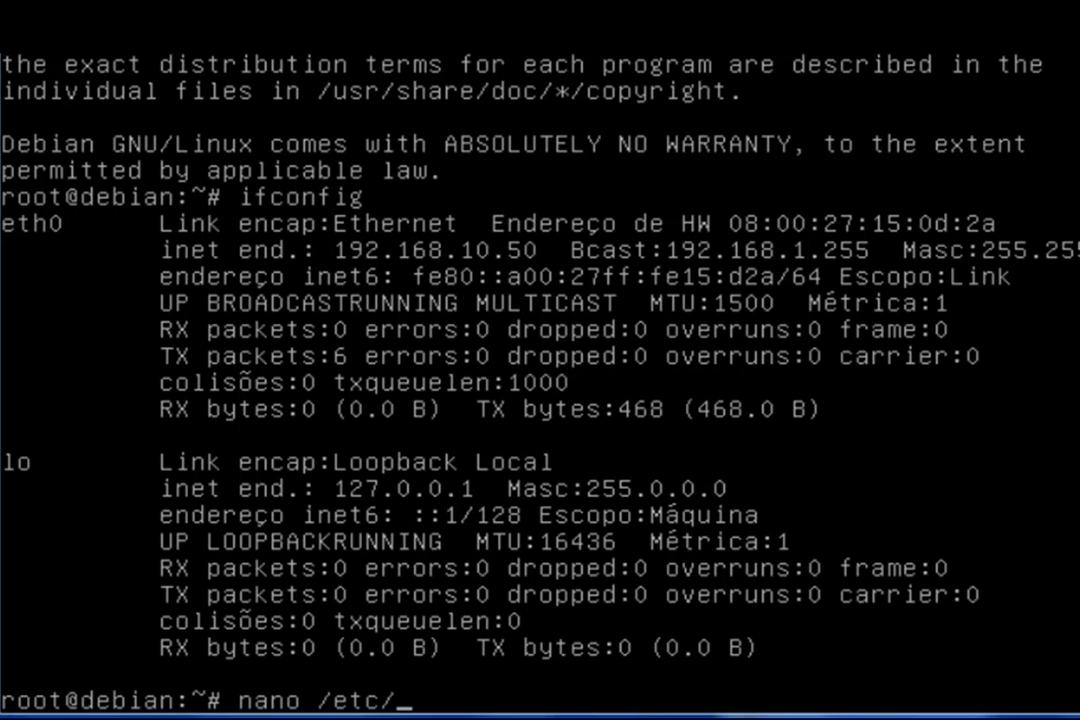 the exact distribution terms for each program are described in the
individual files in /usr/share/doc/*/copyright.
Debian GNU/Linux comes with ABSOLUTELY NO WARRANTY, to the extent
permitted by applicable law.
root@debian:~# ifconfig
eth0 Link encap:Ethernet Endereço de HW 08:00:27:15:0d:2a
inet end.: 192.168.10.50 Bcast:192.168.1.255 Masc:255.255
endereço inet6: fe80::a00:27ff:fe15:d2a/64 Escopo:Link
UP BROADCASTRUNNING MULTICAST MTU:1500 Métrica:1
RX packets:0 errors:0 dropped:0 overruns:0 frame:0
TX packets:6 errors:0 dropped:0 overruns:0 carrier:0
colisões:0 txqueuelen:1000
RX bytes:0 (0.0 B) TX bytes:468 (468.0 B)
lo Link encap:Loopback Local
inet end.: 127.0.0.1 Masc:255.0.0.0
endereço inet6: ::1/128 Escopo:Máquina
UP LOOPBACKRUNNING MTU:16436 Métrica:1
RX packets:0 errors:0 dropped:0 overruns:0 frame:0
TX packets:0 errors:0 dropped:0 overruns:0 carrier:0
colisões:0 txqueuelen:0
RX bytes:0 (0.0 B) TX bytes:0 (0.0 B)
root@debian:~# nano /etc/_